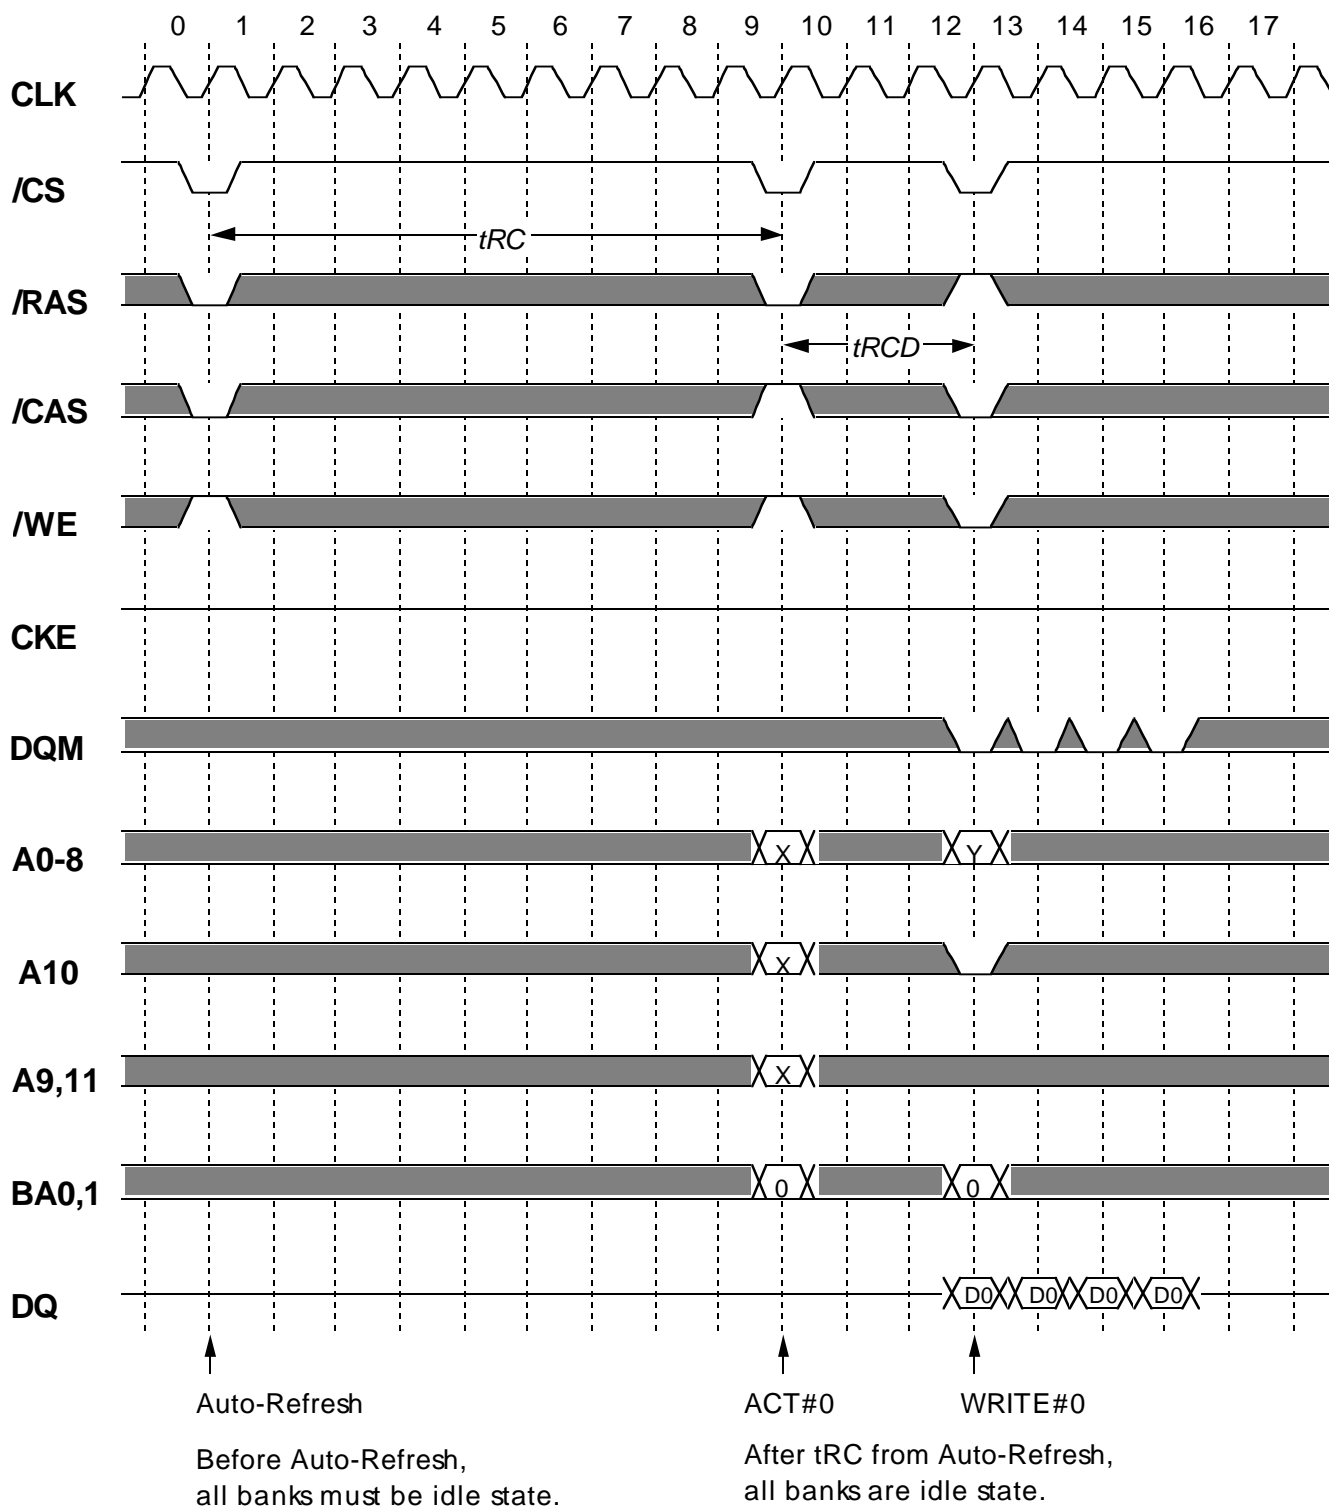 0 1 2 3 4 5 6 7 8 9 10 11 12 13 14 15 16 17
CLK
/CS
tRC
/RAS
tRCD
/CAS
/WE
CKE
DQM
A0-8 X Y
A10 X
A9,11 X
BA0,1 0 0
DQ D0 D0 D0 D0
Auto-Refresh ACT#0 WRITE#0
Before Auto-Refresh,
all banks must be idle state.
After tRC from Auto-Refresh,
all banks are idle state.